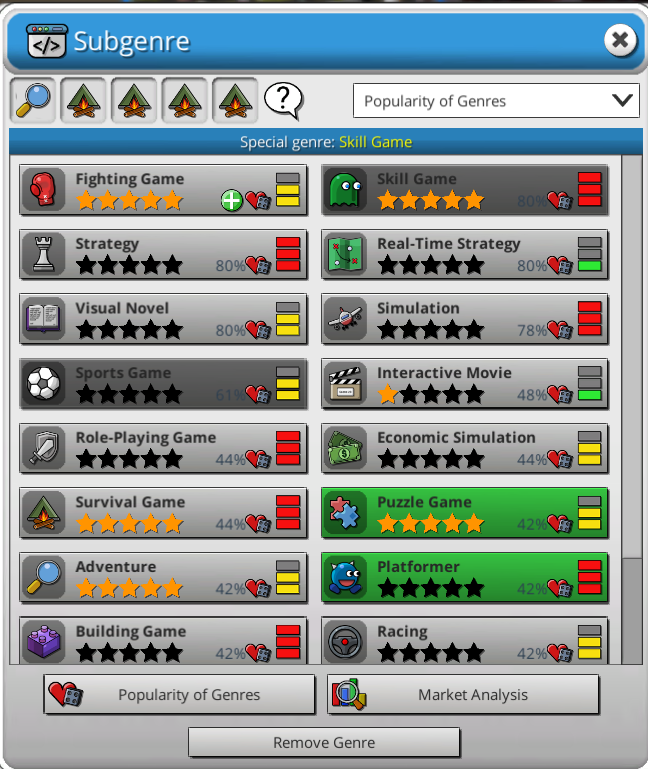 </> Subgenre
?
Popularity of Genres
Special genre: Skill Game
Fighting Game
Skill Game
80%
Strategy
80%
Real-Time Strategy
80%
Visual Novel
80%
Simulation
78%
Sports Game
61%
Interactive Movie
48%
Role-Playing Game
44%
Economic Simulation
44%
Survival Game
44%
Puzzle Game
42%
Adventure
42%
Platformer
42%
Building Game
42%
Racing
42%
Popularity of Genres
Market Analysis
Remove Genre